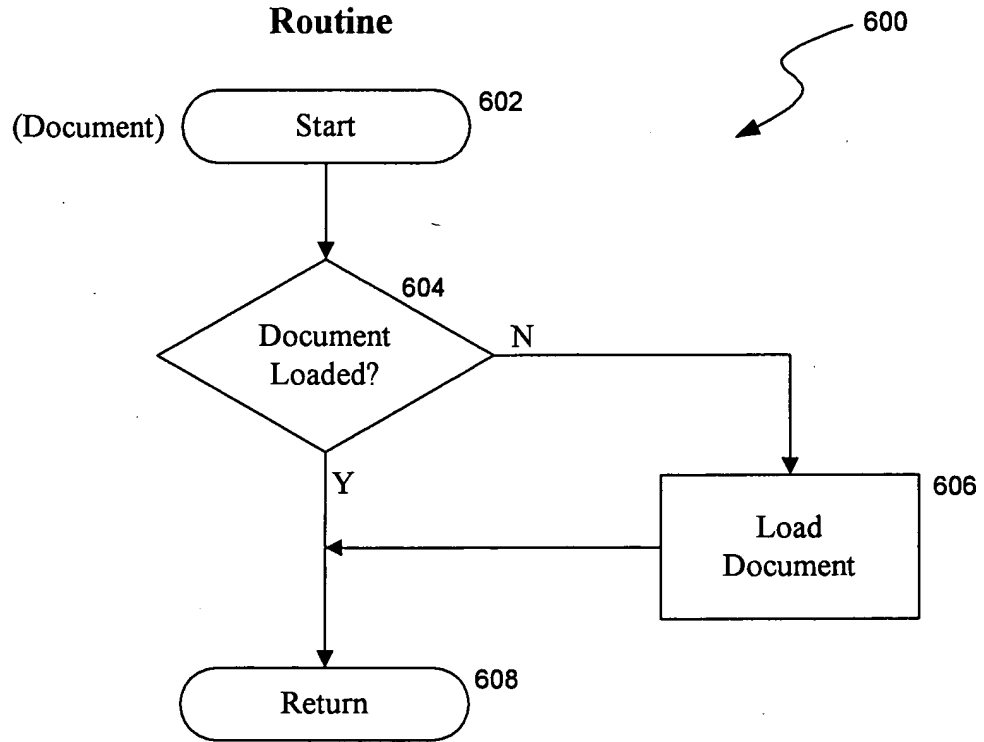 Routine
600
602
(Document)
Start
604
Document
Loaded?
N
Y
606
Load
Document
608
Return